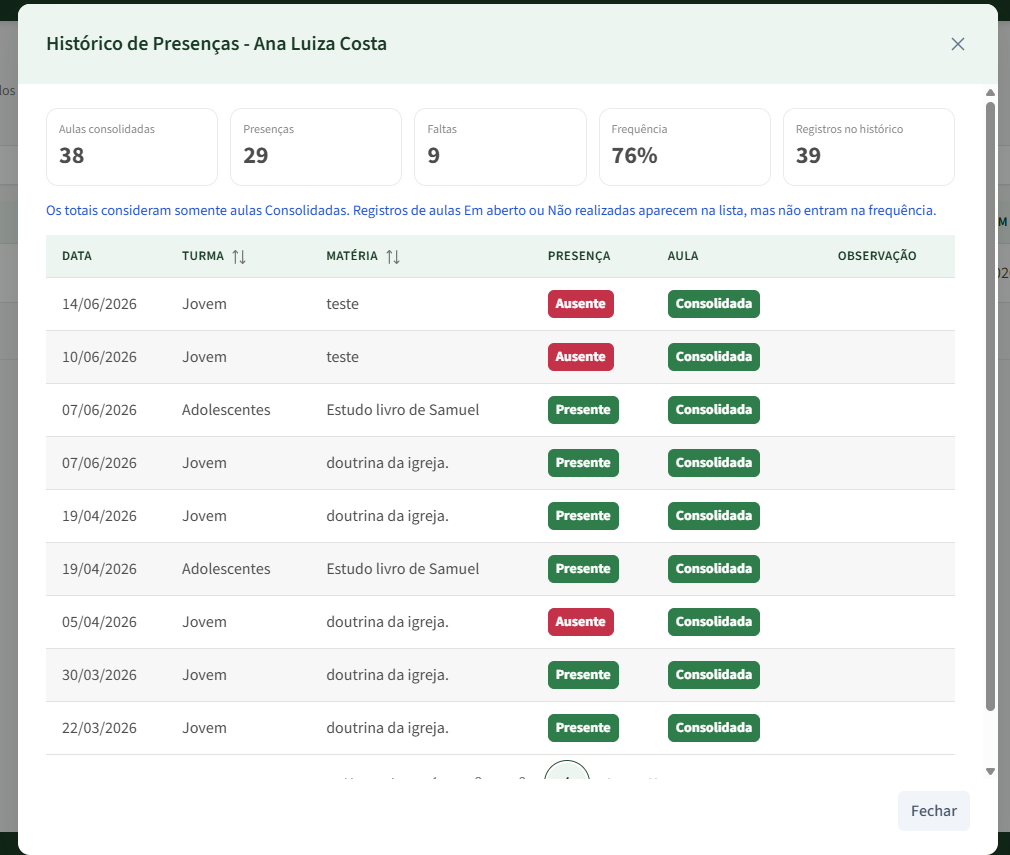 Histórico de Presenças - Ana Luiza Costa
Aulas consolidadas Presenças Faltas Frequência Registros no histórico
38 29 9 76% 39
Os totais consideram somente aulas Consolidadas. Registros de aulas Em aberto ou Não realizadas aparecem na lista, mas não entram na frequência.
DATA TURMA MATÉRIA PRESENÇA AULA OBSERVAÇÃO
14/06/2026 Jovem teste Ausente Consolidada
10/06/2026 Jovem teste Ausente Consolidada
07/06/2026 Adolescentes Estudo livro de Samuel Presente Consolidada
07/06/2026 Jovem doutrina da igreja. Presente Consolidada
19/04/2026 Jovem doutrina da igreja. Presente Consolidada
19/04/2026 Adolescentes Estudo livro de Samuel Presente Consolidada
05/04/2026 Jovem doutrina da igreja. Ausente Consolidada
30/03/2026 Jovem doutrina da igreja. Presente Consolidada
22/03/2026 Jovem doutrina da igreja. Presente Consolidada
Fechar